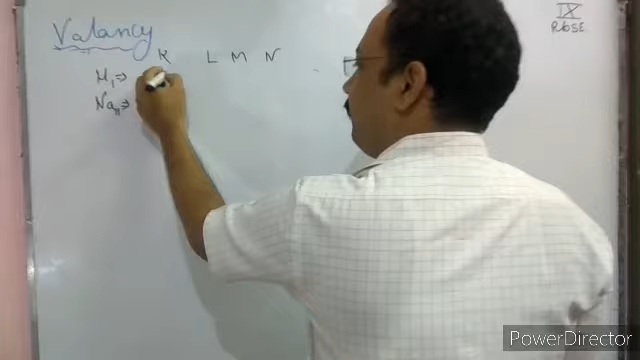 Valancy
IX
RBSE
K L M N
H₁ ⇒
Na₁₁ ⇒
PowerDirector